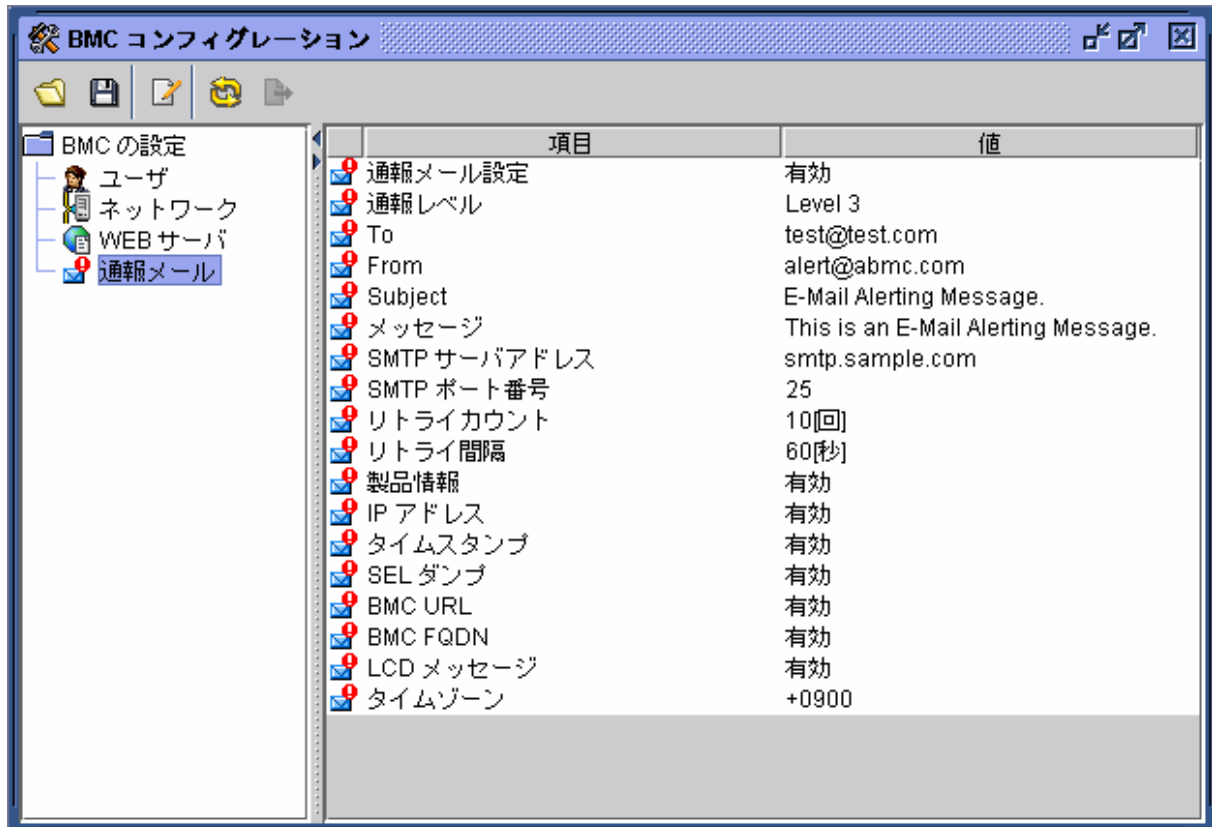 BMC コンフィグレーション
BMC の設定
ユーザ
ネットワーク
WEB サーバ
通報メール
項目 値
通報メール設定 有効
通報レベル Level 3
To test@test.com
From alert@abmc.com
Subject E-Mail Alerting Message.
メッセージ This is an E-Mail Alerting Message.
SMTP サーバアドレス smtp.sample.com
SMTP ポート番号 25
リトライカウント 10[回]
リトライ間隔 60[秒]
製品情報 有効
IP アドレス 有効
タイムスタンプ 有効
SEL ダンプ 有効
BMC URL 有効
BMC FQDN 有効
LCD メッセージ 有効
タイムゾーン +0900